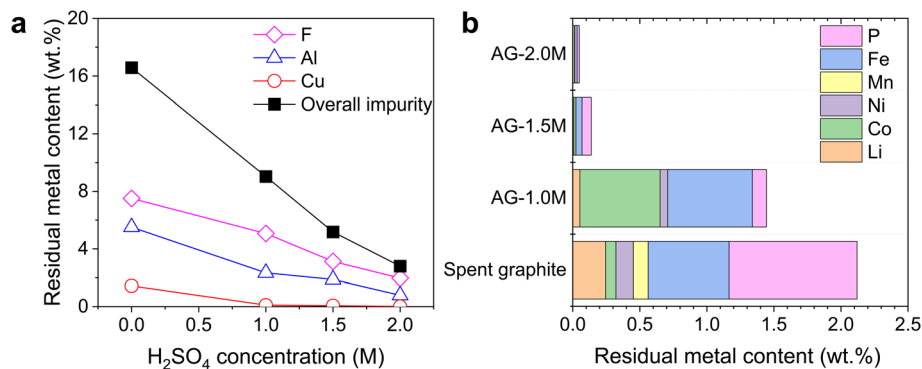 a
20
16
12
8
4
0
Residual metal content (wt.%)
F
Al
Cu
Overall impurity
0.0
0.5
1.0
1.5
2.0
H₂SO₄ concentration (M)
b
AG-2.0M
AG-1.5M
AG-1.0M
Spent graphite
P
Fe
Mn
Ni
Co
Li
0.0
0.5
1.0
1.5
2.0
2.5
Residual metal content (wt.%)